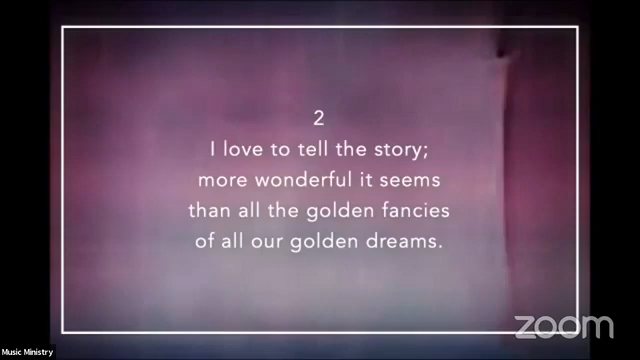 2
I love to tell the story;
more wonderful it seems
than all the golden fancies
of all our golden dreams.
zoom
Music Ministry